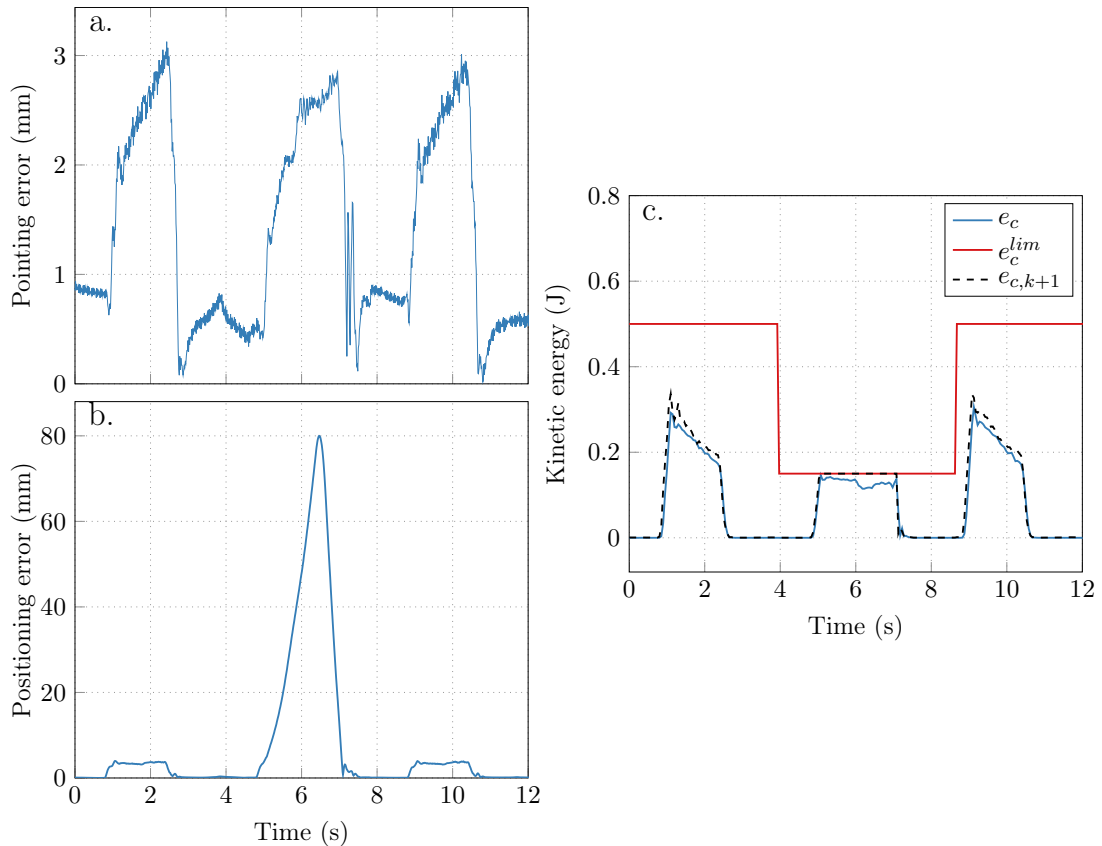 a.
Pointing error (mm)
3
2
1
0
b.
Positioning error (mm)
80
60
40
20
0
0 2 4 6 8 10 12
Time (s)
c.
Kinetic energy (J)
0.8
0.6
0.4
0.2
0
e_c
e_c^{lim}
e_{c,k+1}
0 2 4 6 8 10 12
Time (s)